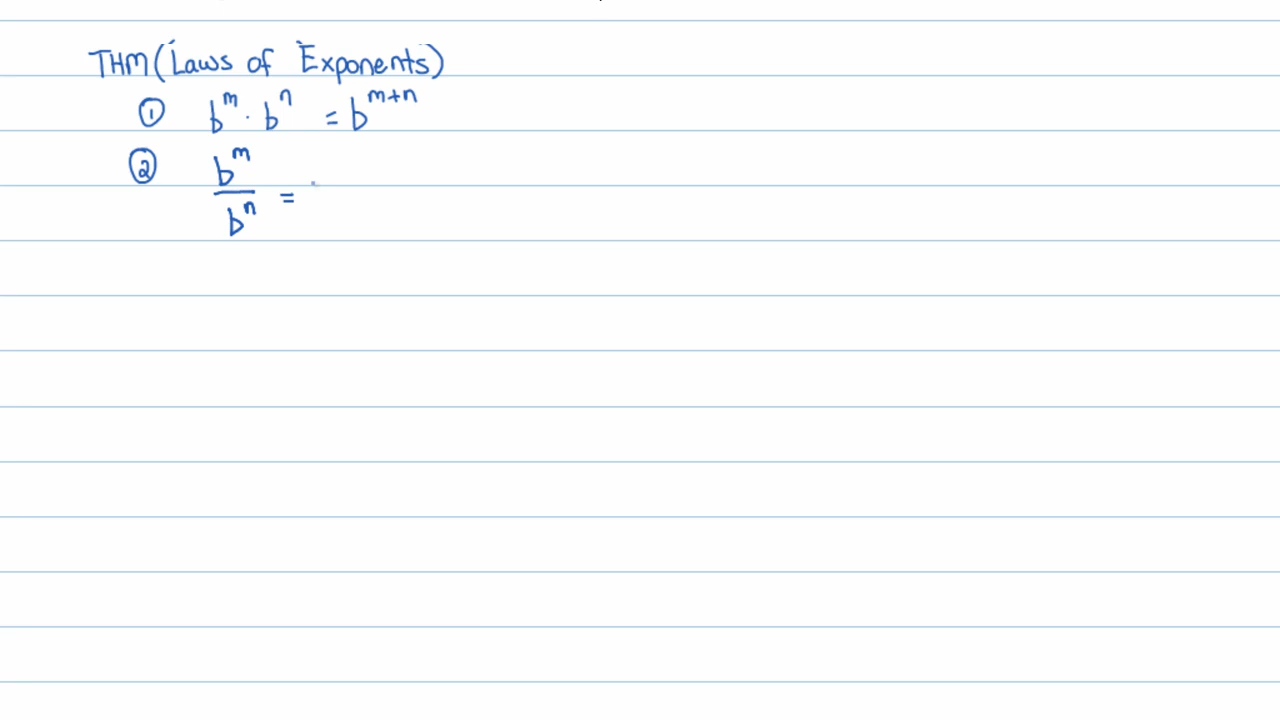 THM (Laws of Exponents)
① b^m · b^n = b^{m+n}
② b^m / b^n =